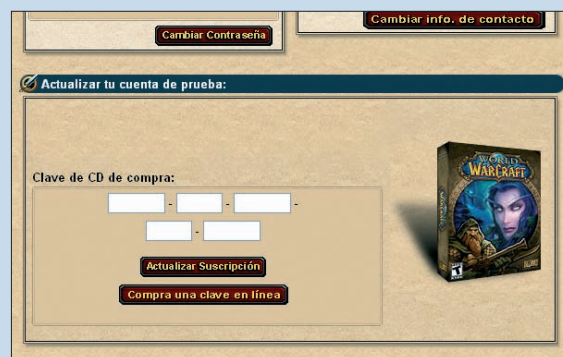 Cambiar Contraseña
Cambiar info. de contacto
Actualizar tu cuenta de prueba:
Clave de CD de compra:
- - -
-
Actualizar Suscripción
Compra una clave en línea
WORLD
WARCRAFT